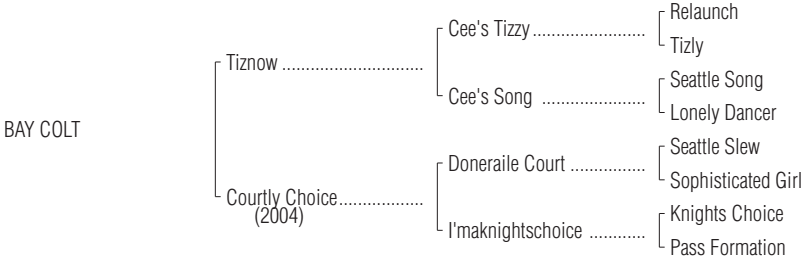 Relaunch
Cee's Tizzy ........................
Tizly
Tiznow ..............................
Seattle Song
Cee's Song ......................
Lonely Dancer
BAY COLT
Seattle Slew
Doneraile Court ................
Sophisticated Girl
Courtly Choice..................
(2004)
Knights Choice
I'maknightschoice ............
Pass Formation